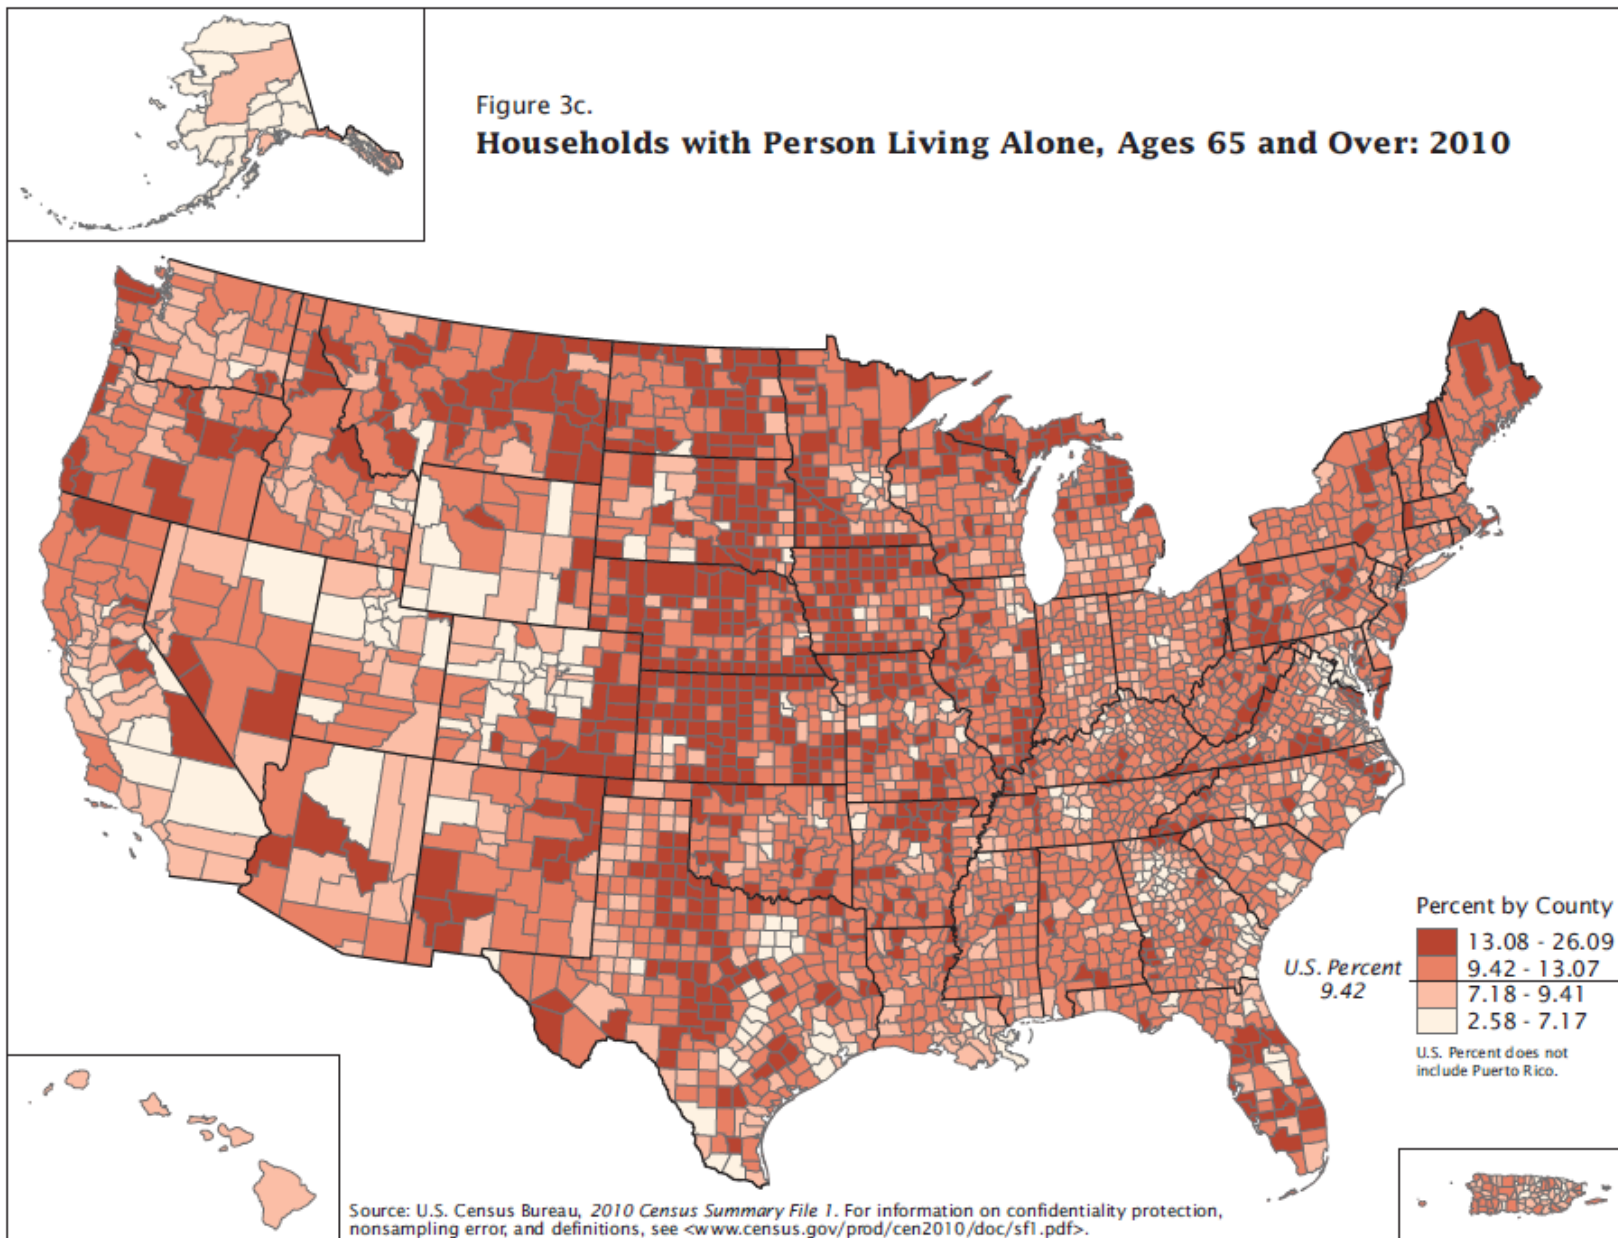 Figure 3c.
Households with Person Living Alone, Ages 65 and Over: 2010
Percent by County
13.08 - 26.09
9.42 - 13.07
7.18 - 9.41
2.58 - 7.17
U.S. Percent
9.42
U.S. Percent does not
include Puerto Rico.
Source: U.S. Census Bureau, 2010 Census Summary File 1. For information on confidentiality protection,
nonsampling error, and definitions, see <www.census.gov/prod/cen2010/doc/sf1.pdf>.